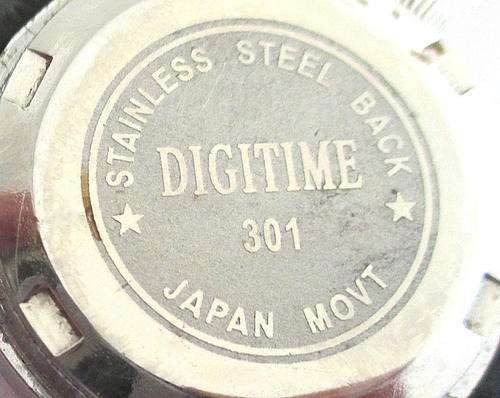 STAINLESS STEEL BACK
DIGITIME
301
JAPAN MOVT